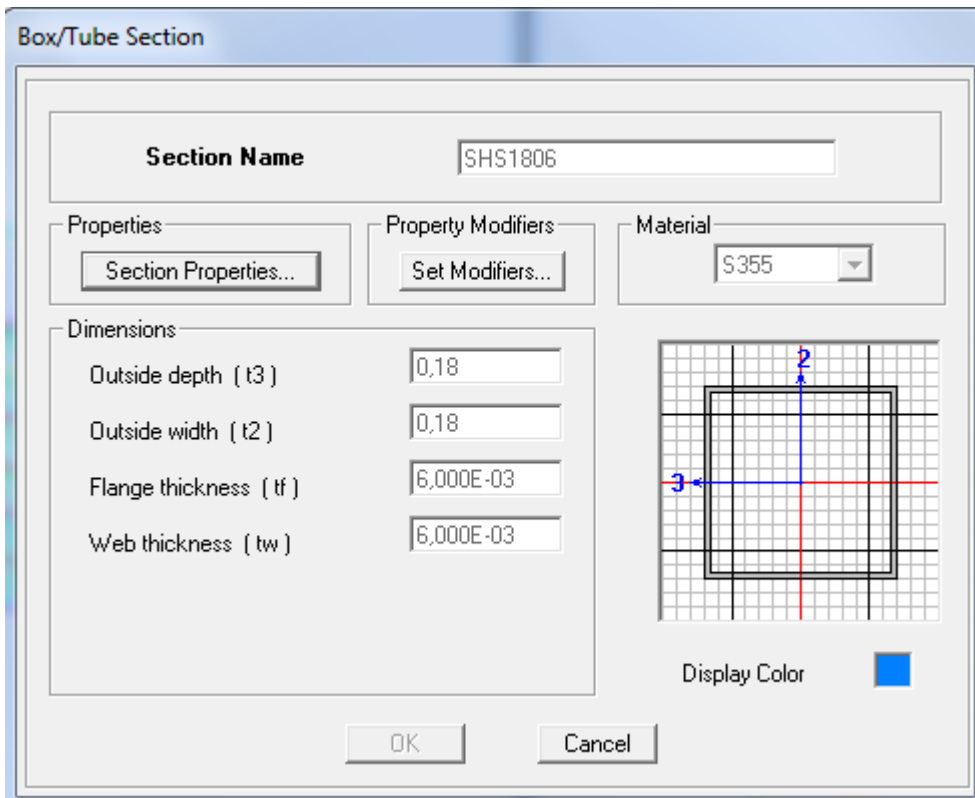 Box/Tube Section
Section Name SHS1806
Properties Property Modifiers Material
Section Properties... Set Modifiers... S355
Dimensions
Outside depth ( t3 ) 0,18
Outside width ( t2 ) 0,18
Flange thickness ( tf ) 6,000E-03
Web thickness ( tw ) 6,000E-03
2
3
Display Color
OK Cancel